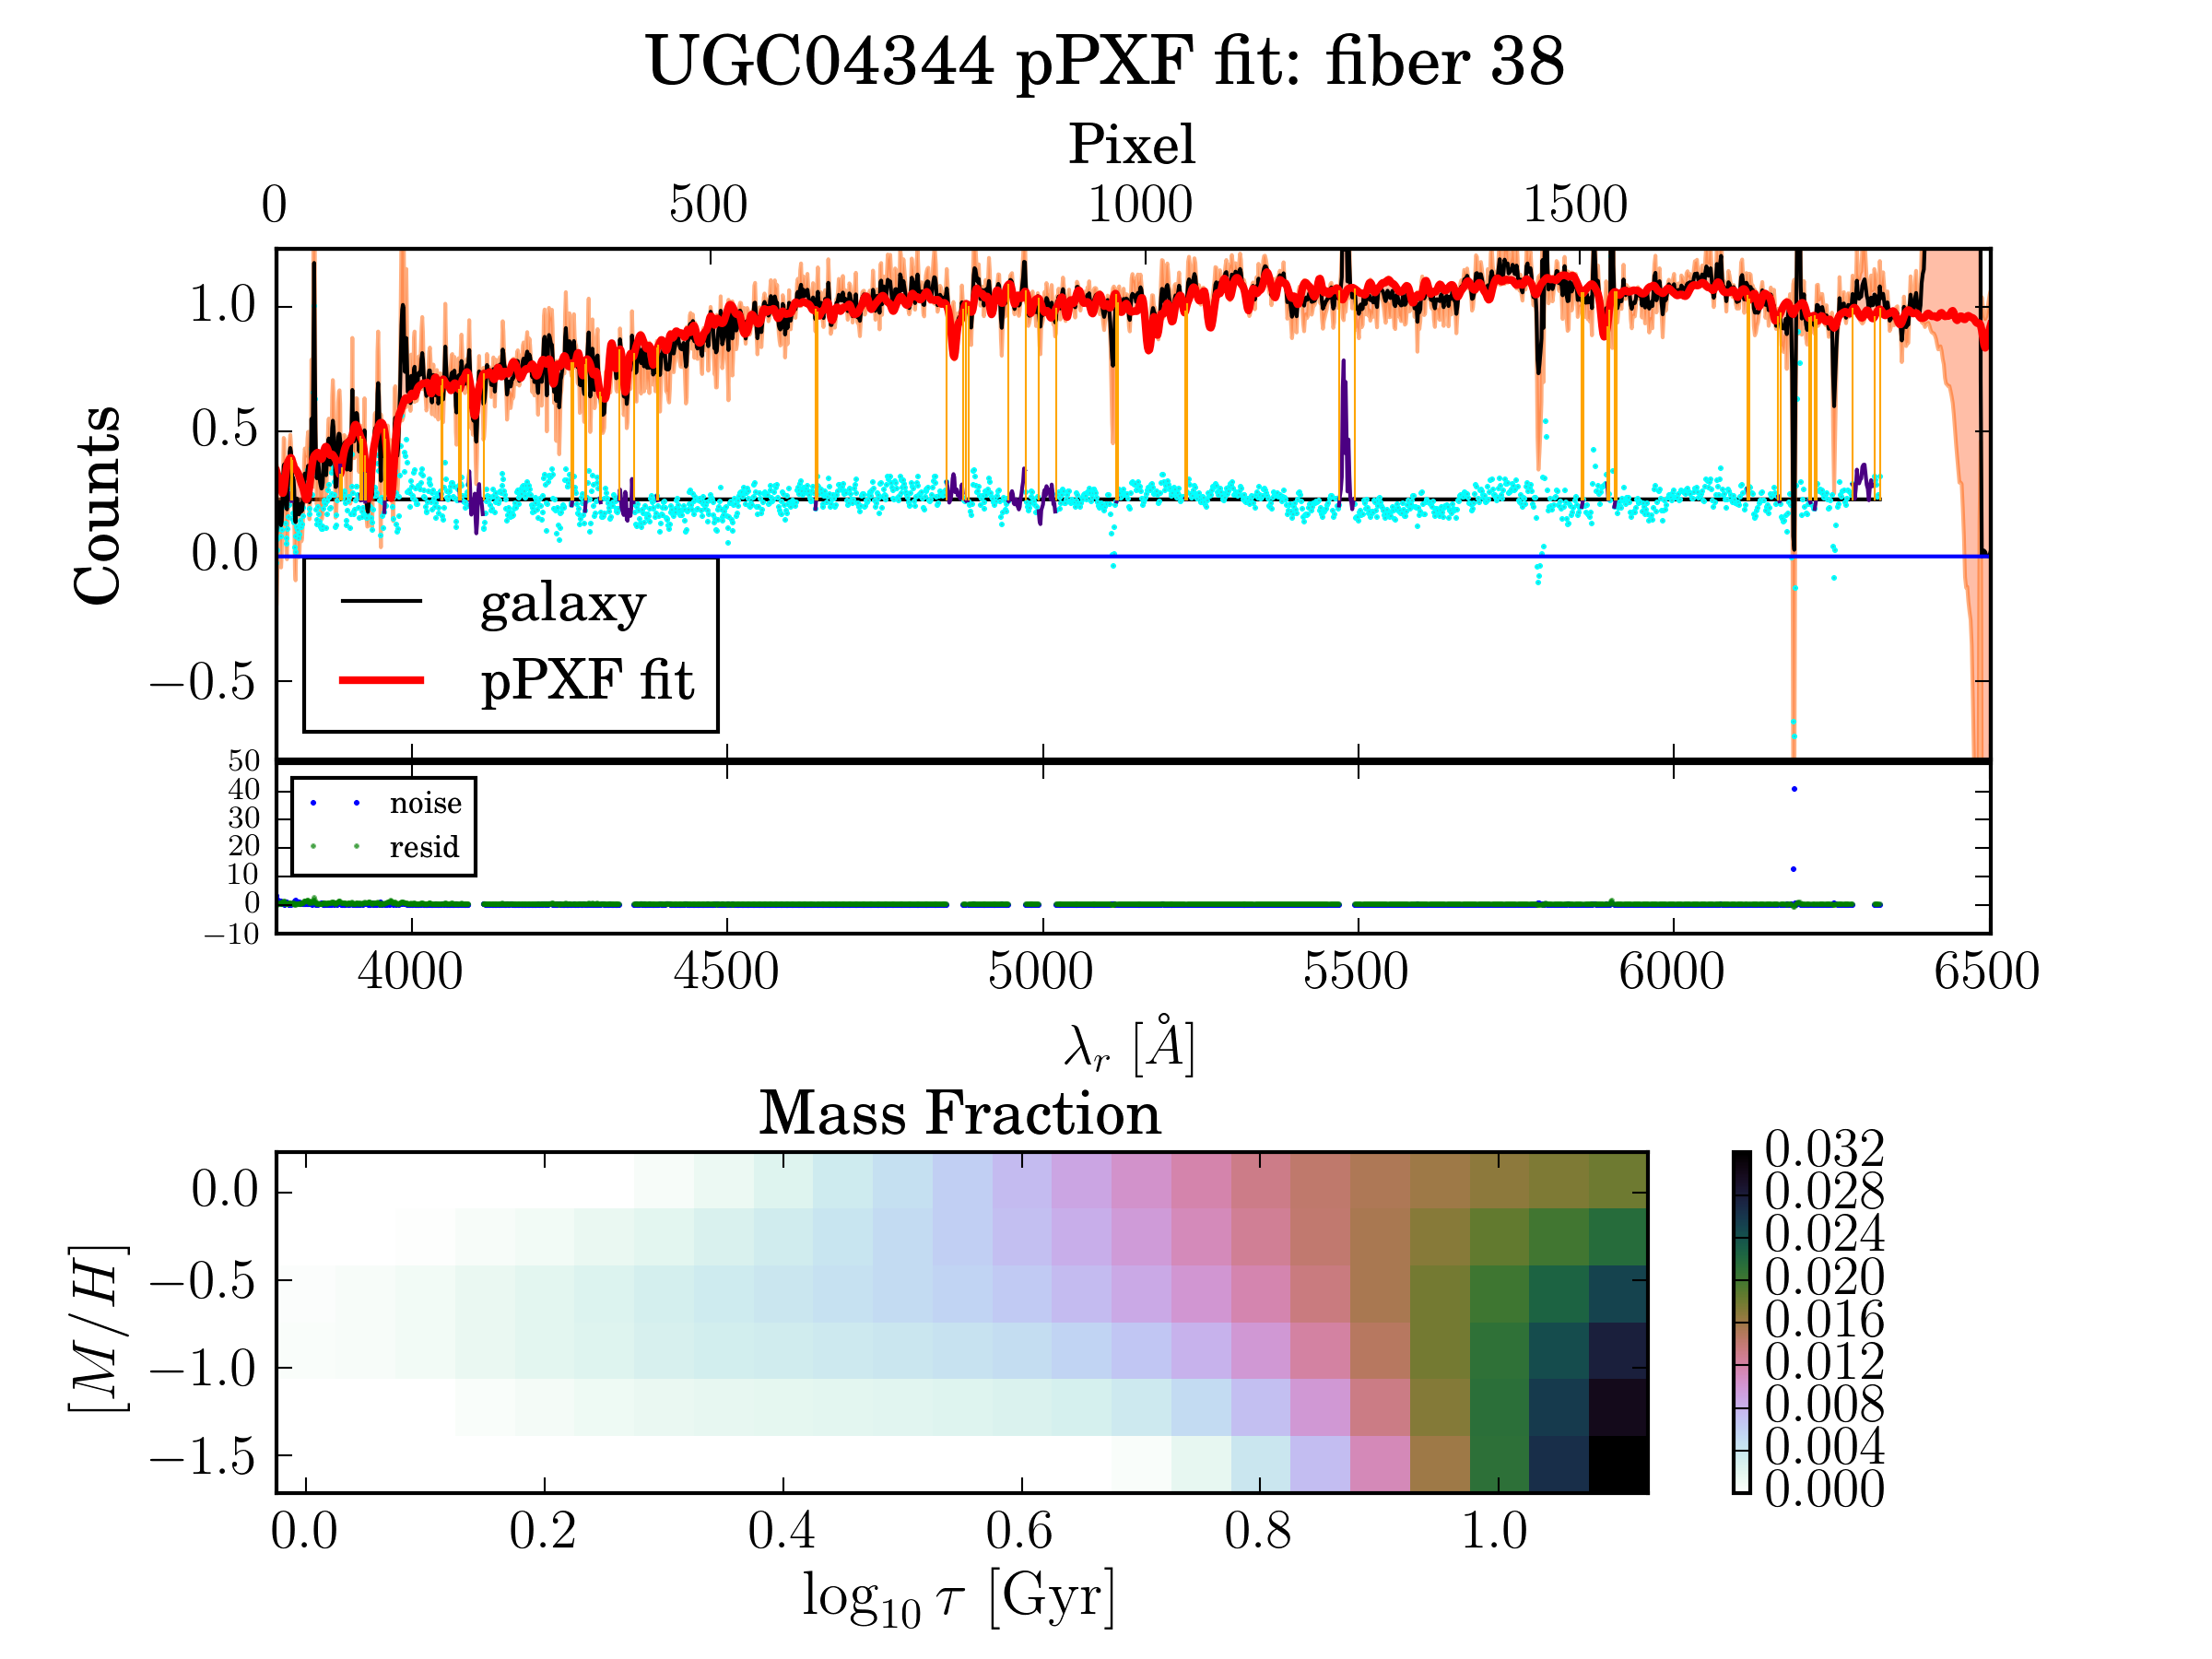 UGC04344 pPXF fit: fiber 38
Pixel
0 500 1000 1500
Counts
1.0
0.5
0.0
−0.5
galaxy
pPXF fit
50
40
30
20
10
0
−10
noise
resid
4000 4500 5000 5500 6000 6500
λr [Å]
Mass Fraction
[M/H]
0.0
−0.5
−1.0
−1.5
0.0 0.2 0.4 0.6 0.8 1.0
log10 τ [Gyr]
0.032
0.028
0.024
0.020
0.016
0.012
0.008
0.004
0.000